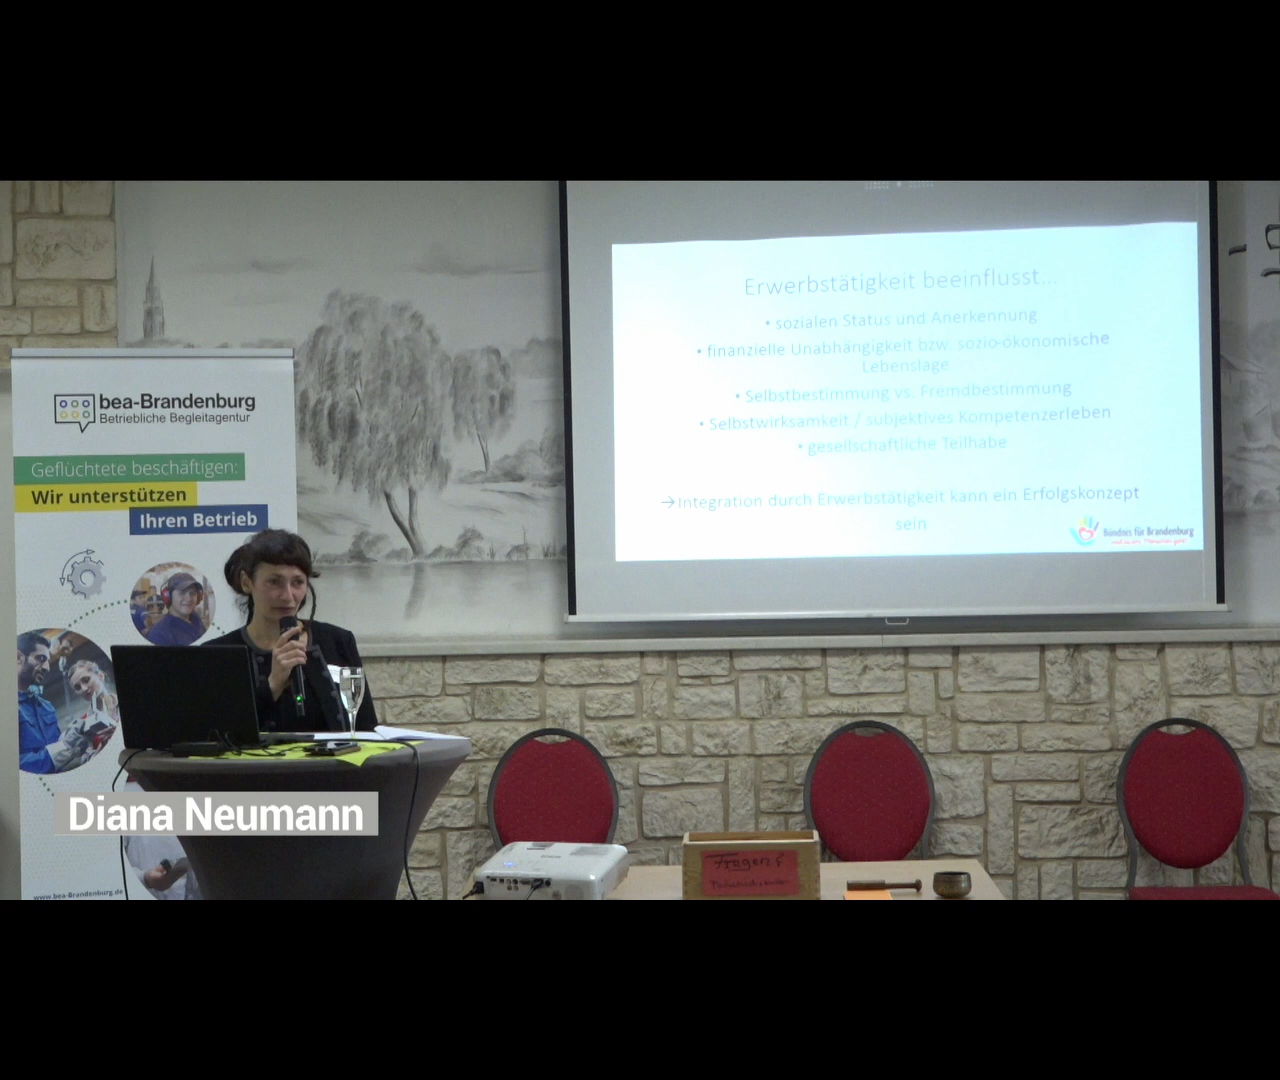 Erwerbstätigkeit beeinflusst...
• sozialen Status und Anerkennung
• finanzielle Unabhängigkeit bzw. sozio-ökonomische
Lebenslage
• Selbstbestimmung vs. Fremdbestimmung
• Selbstwirksamkeit / subjektives Kompetenzerleben
• gesellschaftliche Teilhabe
→Integration durch Erwerbstätigkeit kann ein Erfolgskonzept
sein
Bündnis für Brandenburg
bea-Brandenburg
Betriebliche Begleitagentur
Geflüchtete beschäftigen:
Wir unterstützen
Ihren Betrieb
Diana Neumann
www.bea-Brandenburg.de
Fragen?